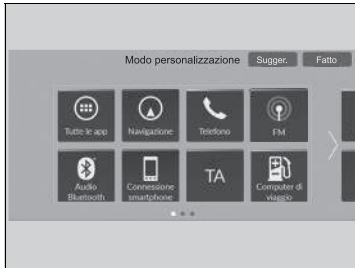 Modo personalizzazione Sugger. Fatto
Tutte le app Navigazione Telefono FM
Audio Bluetooth
Connessione smartphone
TA
Computer di viaggio